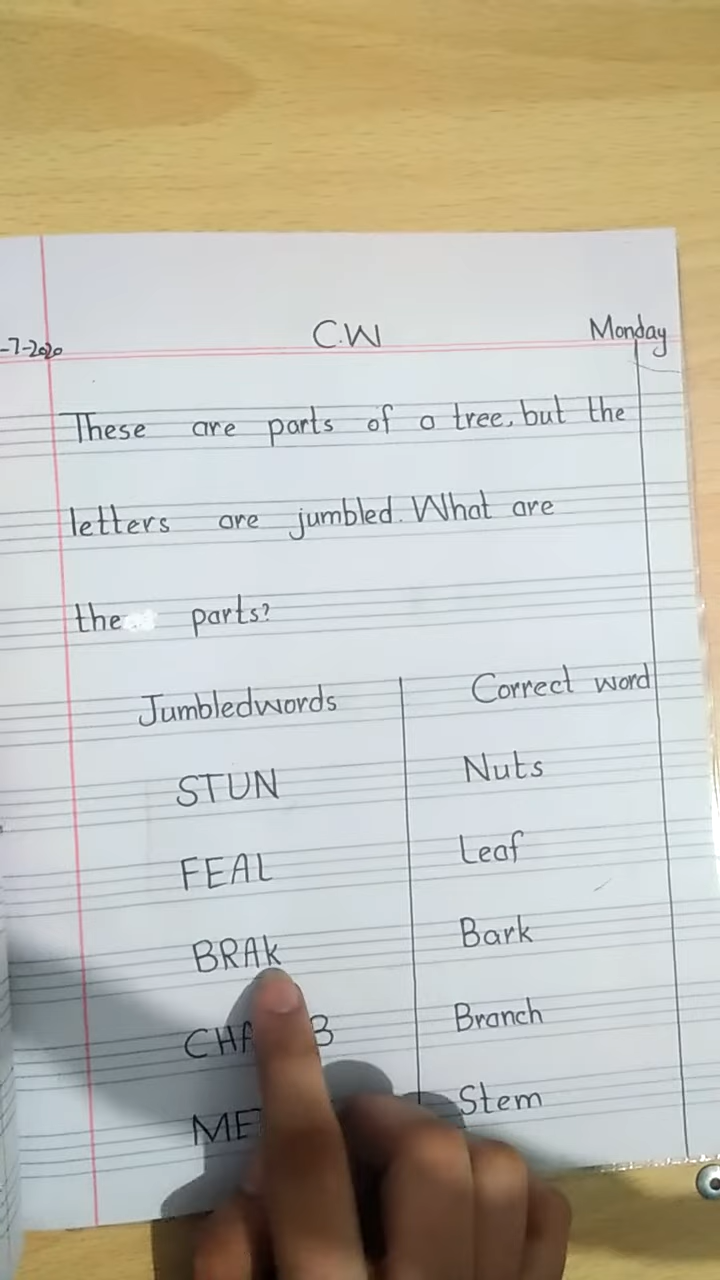 -7-2020 C.W Monday
These are parts of a tree, but the
letters are jumbled. What are
the parts?
Jumbledwords Correct word
STUN Nuts
FEAL Leaf
BRAk Bark
Branch
Stem